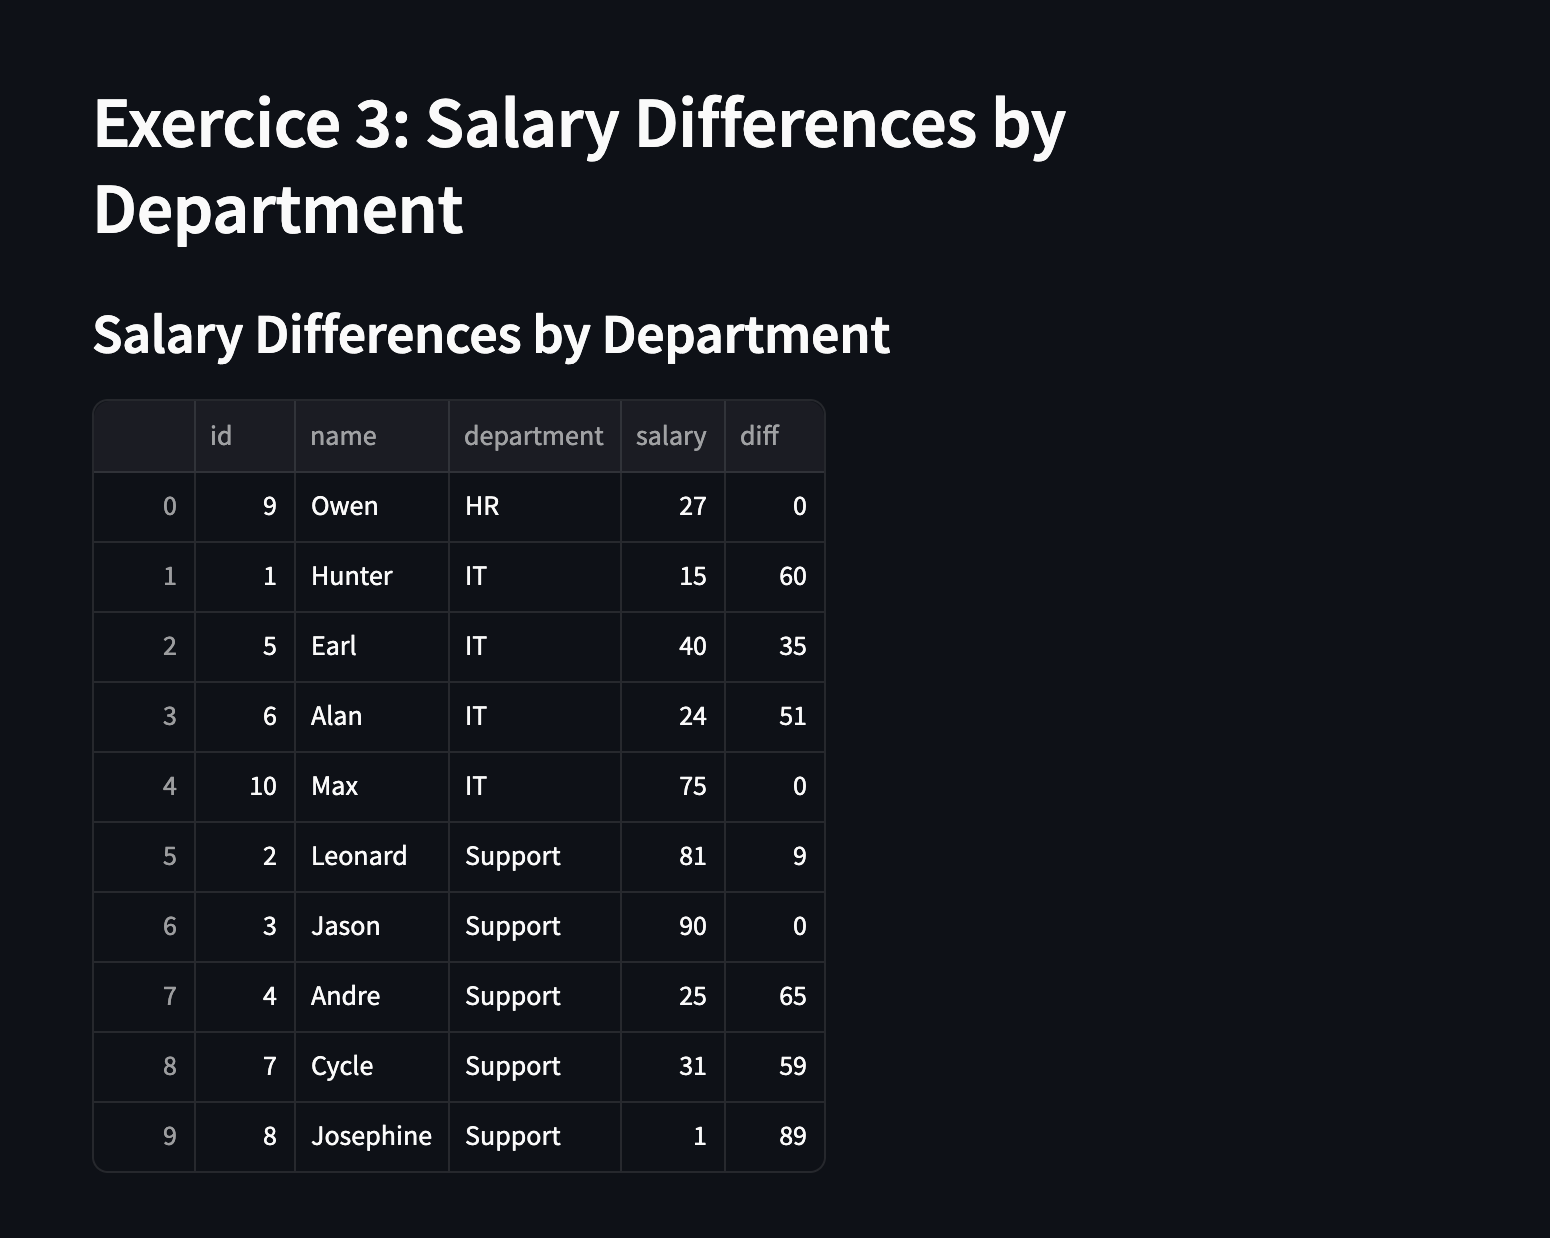 Exercice 3: Salary Differences by
Department
Salary Differences by Department
id name department salary diff
0 9 Owen HR 27 0
1 1 Hunter IT 15 60
2 5 Earl IT 40 35
3 6 Alan IT 24 51
4 10 Max IT 75 0
5 2 Leonard Support 81 9
6 3 Jason Support 90 0
7 4 Andre Support 25 65
8 7 Cycle Support 31 59
9 8 Josephine Support 1 89